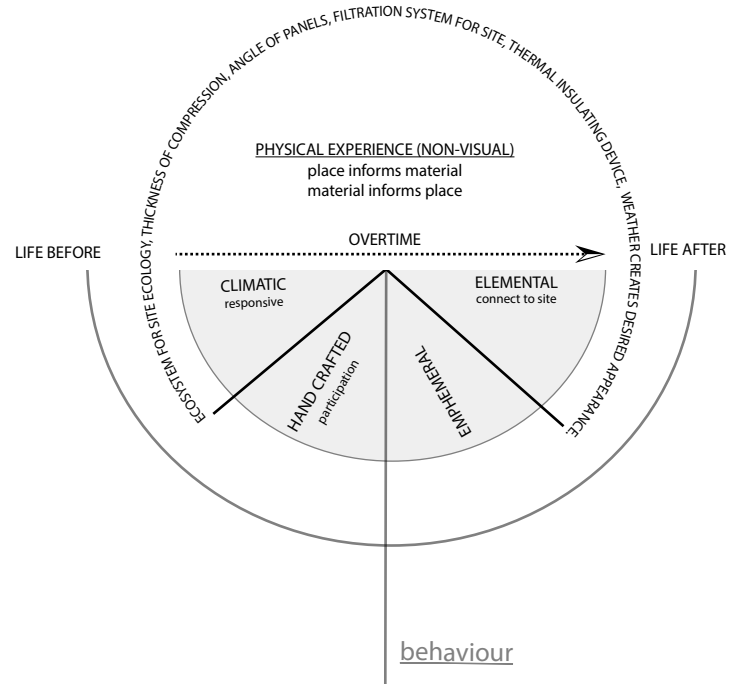 ECOSYSTEM FOR SITE ECOLOGY, THICKNESS OF COMPRESSION, ANGLE OF PANELS, FILTRATION SYSTEM FOR SITE, THERMAL INSULATING DEVICE, WEATHER CREATES DESIRED APPEARANCE.
PHYSICAL EXPERIENCE (NON-VISUAL)
place informs material
material informs place
OVERTIME
LIFE BEFORE
LIFE AFTER
CLIMATIC
responsive
ELEMENTAL
connect to site
HAND CRAFTED
participation
EMPHEMERAL
behaviour